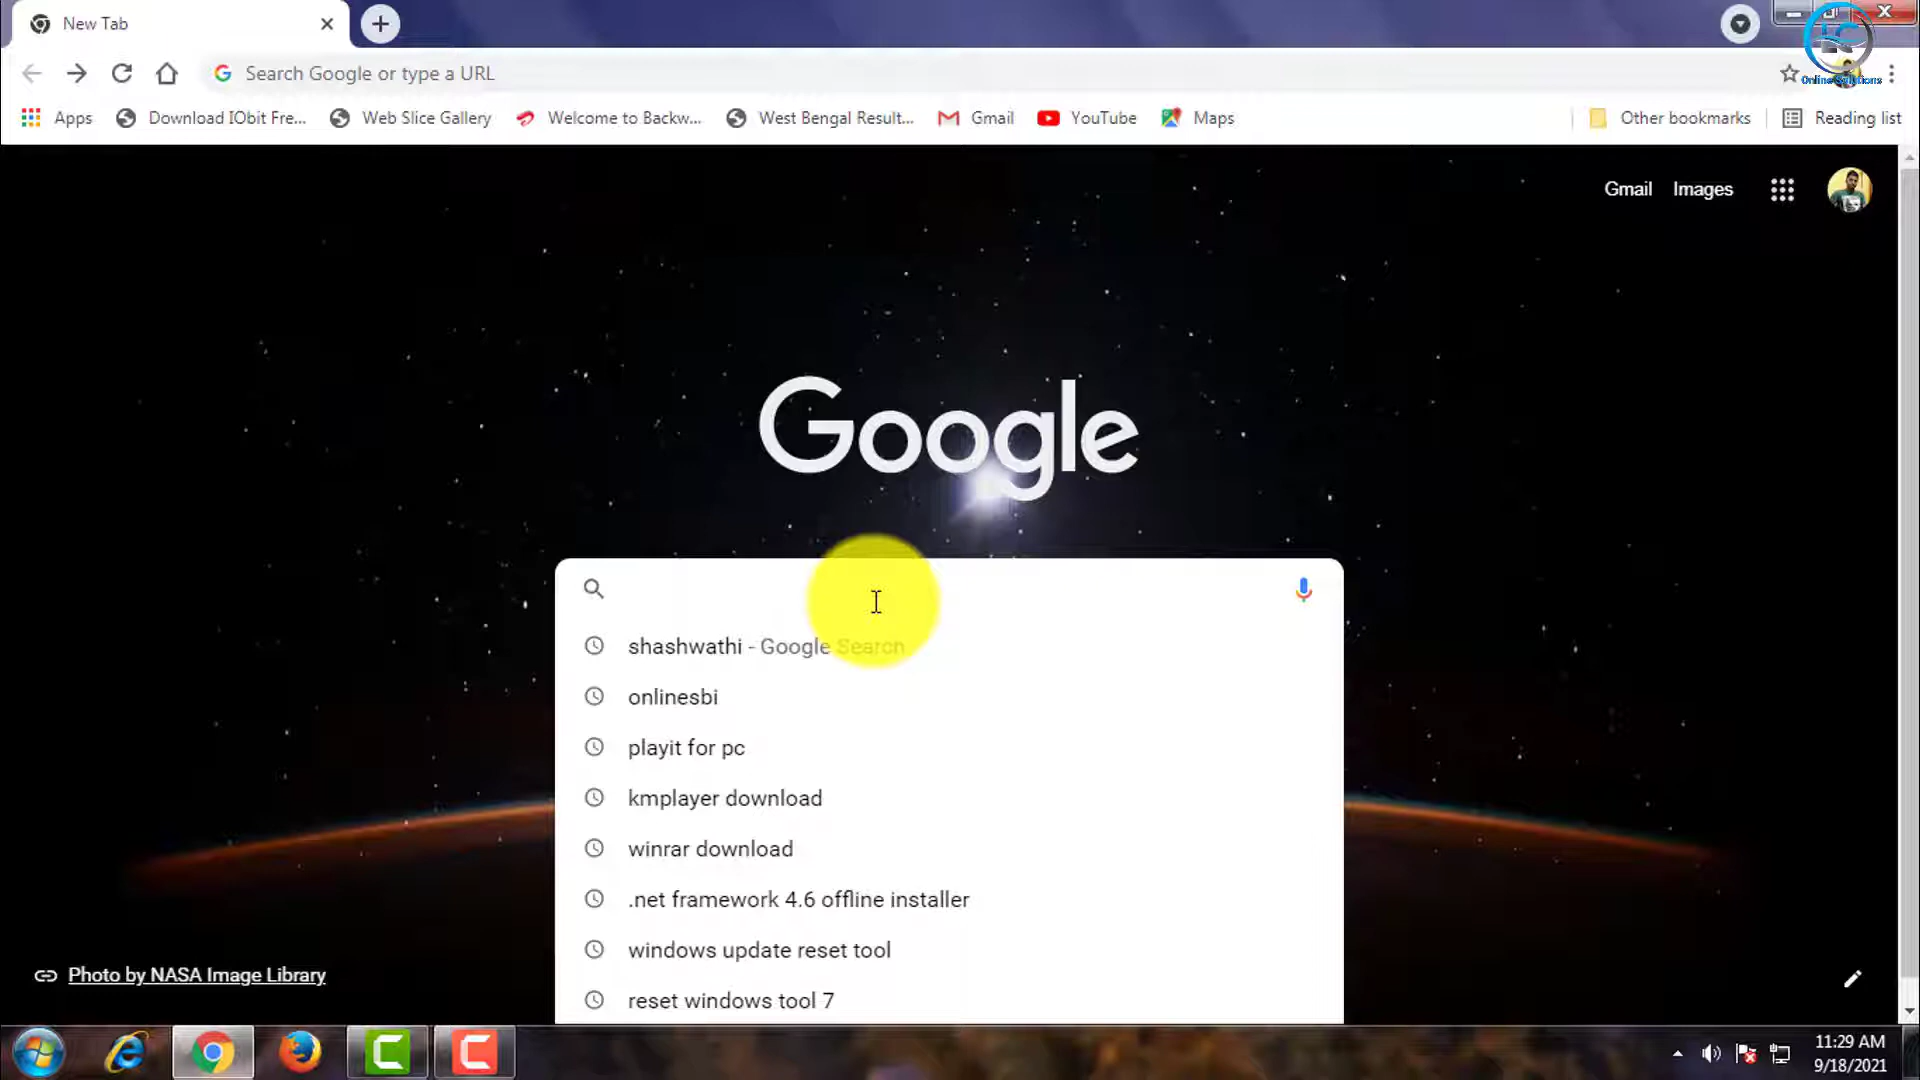 New Tab
Search Google or type a URL
Online Solutions
Apps
Download IObit Fre...
Web Slice Gallery
Welcome to Backw...
West Bengal Result...
Gmail
YouTube
Maps
Other bookmarks
Reading list
Gmail
Images
Google
shashwathi - Google Search
onlinesbi
playit for pc
kmplayer download
winrar download
.net framework 4.6 offline installer
windows update reset tool
reset windows tool 7
Photo by NASA Image Library
11:29 AM
9/18/2021